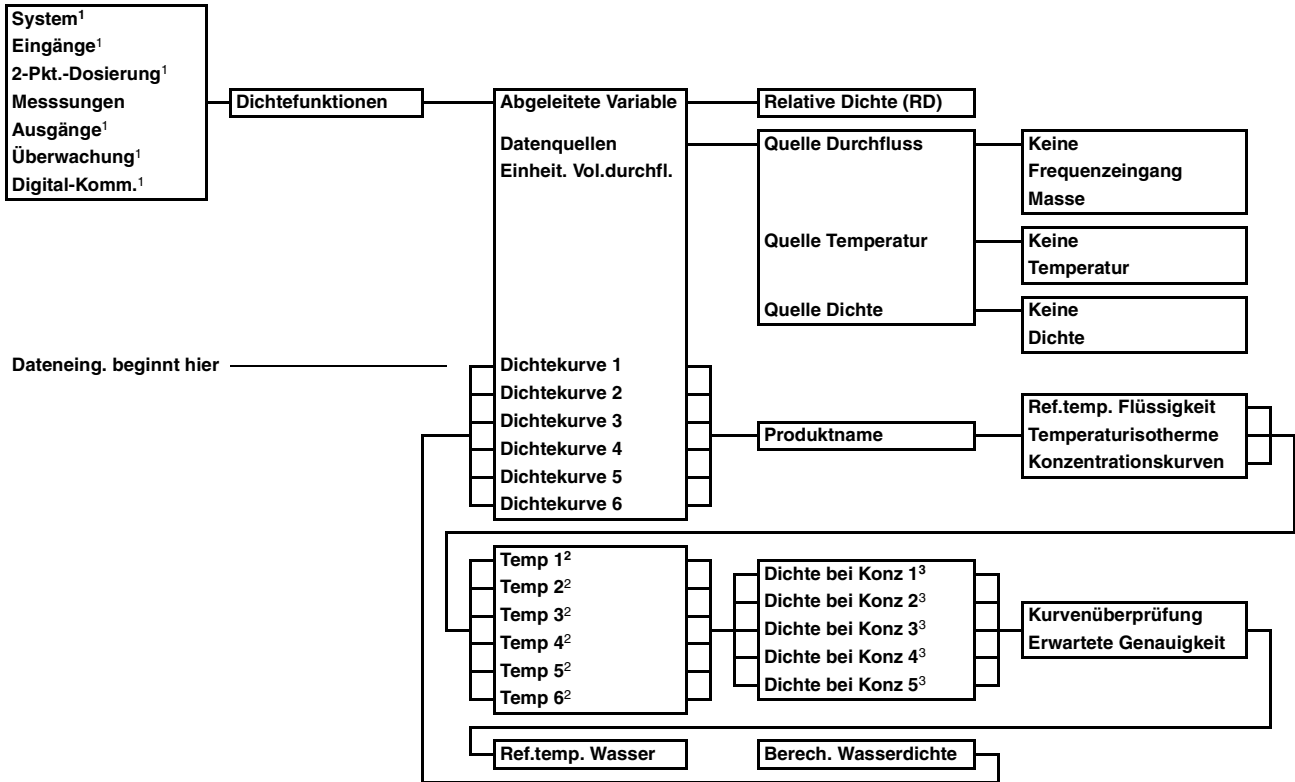 System¹
Eingänge¹
2-Pkt.-Dosierung¹
Messsungen
Ausgänge¹
Überwachung¹
Digital-Komm.¹
Dichtefunktionen
Abgeleitete Variable
Datenquellen
Einheit. Vol.durchfl.
Relative Dichte (RD)
Quelle Durchfluss
Quelle Temperatur
Quelle Dichte
Keine
Frequenzeingang
Masse
Keine
Temperatur
Keine
Dichte
Dateneing. beginnt hier
Dichtekurve 1
Dichtekurve 2
Dichtekurve 3
Dichtekurve 4
Dichtekurve 5
Dichtekurve 6
Produktname
Ref.temp. Flüssigkeit
Temperaturisotherme
Konzentrationskurven
Temp 1²
Temp 2²
Temp 3²
Temp 4²
Temp 5²
Temp 6²
Dichte bei Konz 1³
Dichte bei Konz 2³
Dichte bei Konz 3³
Dichte bei Konz 4³
Dichte bei Konz 5³
Kurvenüberprüfung
Erwartete Genauigkeit
Ref.temp. Wasser
Berech. Wasserdichte